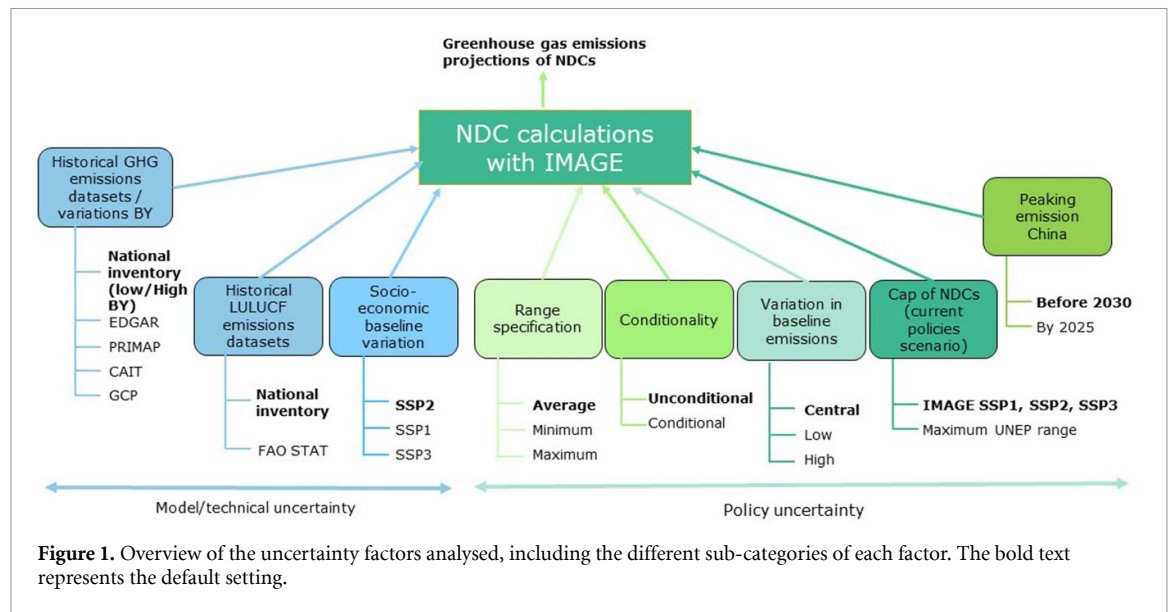 Greenhouse gas emissions
projections of NDCs
NDC calculations
with IMAGE
Historical GHG
emissions
datasets /
variations BY
National
inventory
(low/High
BY)
EDGAR
PRIMAP
CAIT
GCP
Historical
LULUCF
emissions
datasets
National
inventory
FAO STAT
Socio-
economic
baseline
variation
SSP2
SSP1
SSP3
Range
specification
Average
Minimum
Maximum
Conditionality
Unconditional
Conditional
Variation in
baseline
emissions
Central
Low
High
Cap of NDCs
(current
policies
scenario)
IMAGE SSP1, SSP2, SSP3
Maximum UNEP range
Peaking
emission
China
Before 2030
By 2025
Model/technical uncertainty
Policy uncertainty
Figure 1. Overview of the uncertainty factors analysed, including the different sub-categories of each factor. The bold text
represents the default setting.